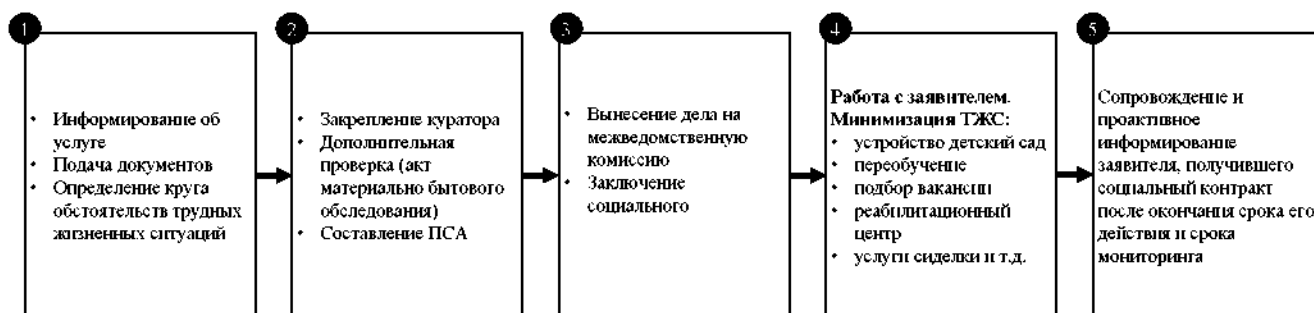 1
• Информирование об
услуге
• Подача документов
• Определение круга
обстоятельств трудных
жизненных ситуаций
2
• Закрепление куратора
• Дополнительная
проверка (акт
материально бытового
обследования)
• Составление ПСА
3
• Вынесение дела на
межведомственную
комиссию
• Заключение
социального
4
Работа с заявителем.
Минимизация ТЖС:
• устройство детский сад
• переобучение
• подбор вакансии
• реабилитационный
центр
• услуги сиделки и т.д.
5
Сопровождение и
проактивное
информирование
заявителя, получившего
социальный контракт
после окончания срока его
действия и срока
мониторинга